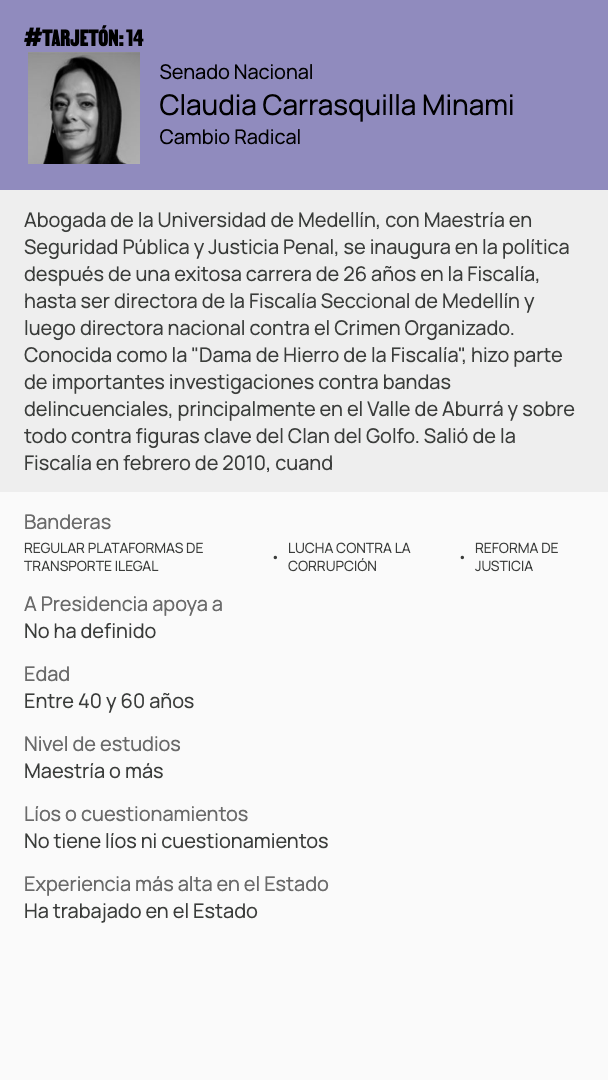 #TARJETÓN: 14
Senado Nacional
Claudia Carrasquilla Minami
Cambio Radical
Abogada de la Universidad de Medellín, con Maestría en
Seguridad Pública y Justicia Penal, se inaugura en la política
después de una exitosa carrera de 26 años en la Fiscalía,
hasta ser directora de la Fiscalía Seccional de Medellín y
luego directora nacional contra el Crimen Organizado.
Conocida como la "Dama de Hierro de la Fiscalía", hizo parte
de importantes investigaciones contra bandas
delincuenciales, principalmente en el Valle de Aburrá y sobre
todo contra figuras clave del Clan del Golfo. Salió de la
Fiscalía en febrero de 2010, cuand
Banderas
REGULAR PLATAFORMAS DE
TRANSPORTE ILEGAL
• LUCHA CONTRA LA
CORRUPCIÓN
• REFORMA DE
JUSTICIA
A Presidencia apoya a
No ha definido
Edad
Entre 40 y 60 años
Nivel de estudios
Maestría o más
Líos o cuestionamientos
No tiene líos ni cuestionamientos
Experiencia más alta en el Estado
Ha trabajado en el Estado